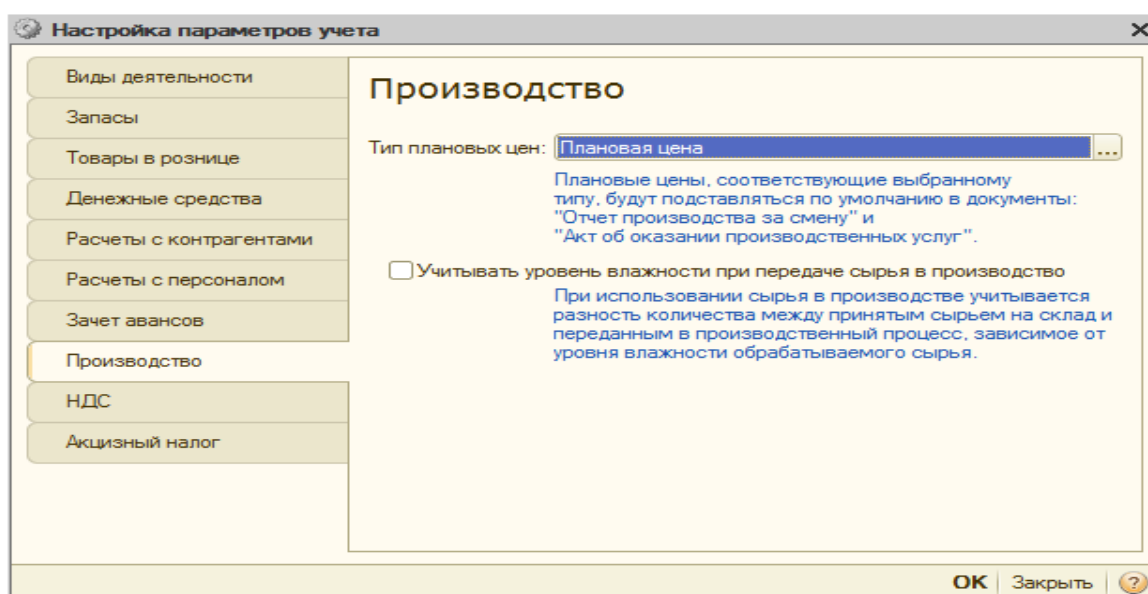 Настройка параметров учета
Виды деятельности
Запасы
Товары в рознице
Денежные средства
Расчеты с контрагентами
Расчеты с персоналом
Зачет авансов
Производство
НДС
Акцизный налог
Производство
Тип плановых цен: Плановая цена ...
Плановые цены, соответствующие выбранному
типу, будут подставляться по умолчанию в документы:
"Отчет производства за смену" и
"Акт об оказании производственных услуг".
Учитывать уровень влажности при передаче сырья в производство
При использовании сырья в производстве учитывается
разность количества между принятым сырьем на склад и
переданным в производственный процесс, зависимое от
уровня влажности обрабатываемого сырья.
OK Закрыть ?